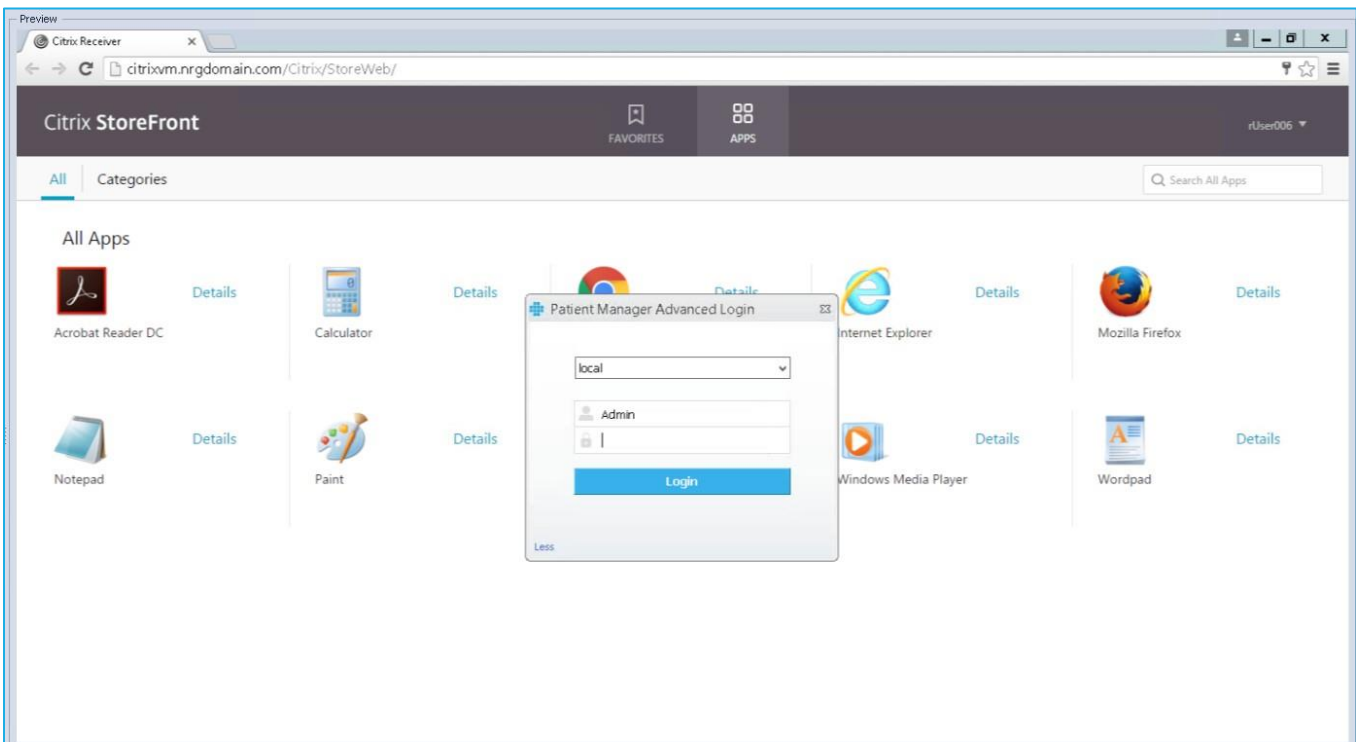 Preview
Citrix Receiver
citrixvm.nrgdomain.com/Citrix/StoreWeb/
Citrix StoreFront
FAVORITES
APPS
rUser006
All
Categories
Search All Apps
All Apps
Details
Details
Details
Details
Details
Acrobat Reader DC
Calculator
Internet Explorer
Mozilla Firefox
Patient Manager Advanced Login
local
Admin
Login
Less
Details
Details
Details
Details
Notepad
Paint
Windows Media Player
Wordpad